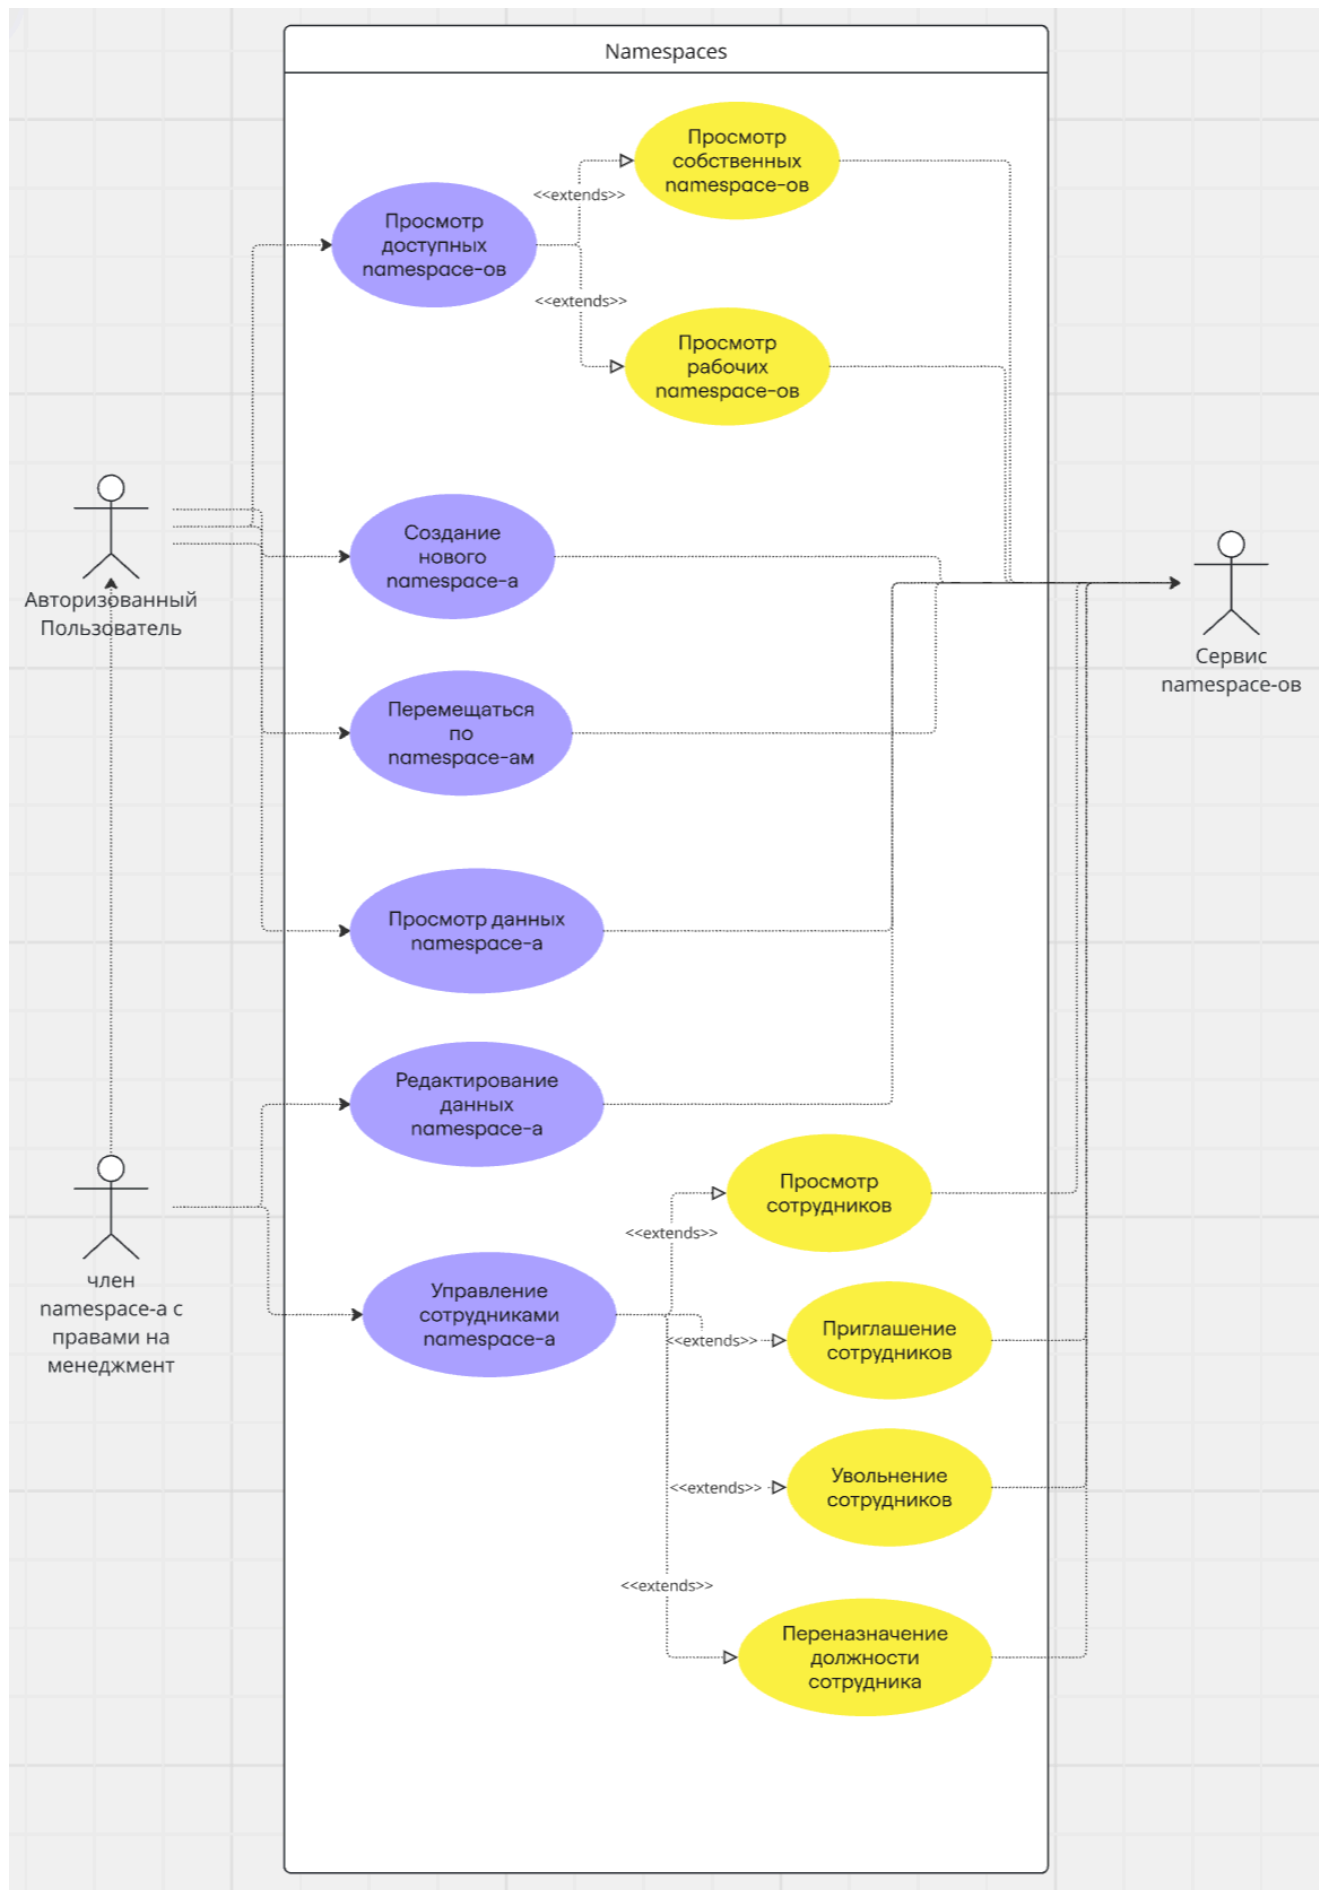 Namespaces
Просмотр
собственных
namespace-ов
<<extends>>
Просмотр
доступных
namespace-ов
<<extends>>
Просмотр
рабочих
namespace-ов
Создание
нового
namespace-а
Авторизованный
Пользователь
Сервис
namespace-ов
Перемещаться
по
namespace-ам
Просмотр данных
namespace-а
Редактирование
данных
namespace-а
Просмотр
сотрудников
<<extends>>
член
namespace-а с
правами на
менеджмент
Управление
сотрудниками
namespace-а
<<extends>>
Приглашение
сотрудников
<<extends>>
Увольнение
сотрудников
<<extends>>
Переназначение
должности
сотрудника